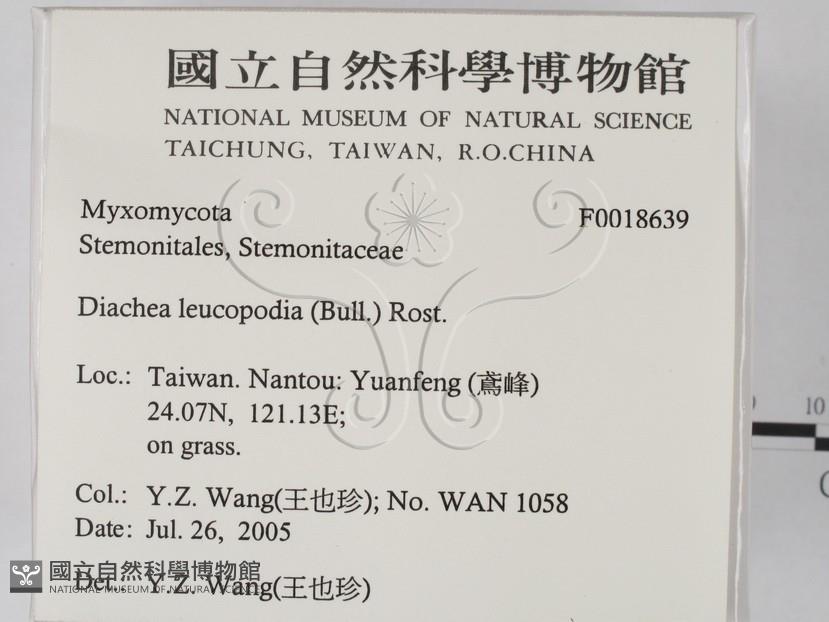 國立自然科學博物館
NATIONAL MUSEUM OF NATURAL SCIENCE
TAICHUNG, TAIWAN, R.O.CHINA
Myxomycota F0018639
Stemonitales, Stemonitaceae
Diachea leucopodia (Bull.) Rost.
Loc.: Taiwan. Nantou: Yuanfeng (鳶峰)
24.07N, 121.13E;
on grass.
Col.: Y.Z. Wang(王也珍); No. WAN 1058
Date: Jul. 26, 2005
Det.: Y.Z. Wang(王也珍)
國立自然科學博物館
NATIONAL MUSEUM OF NATURAL SCIENCE
10